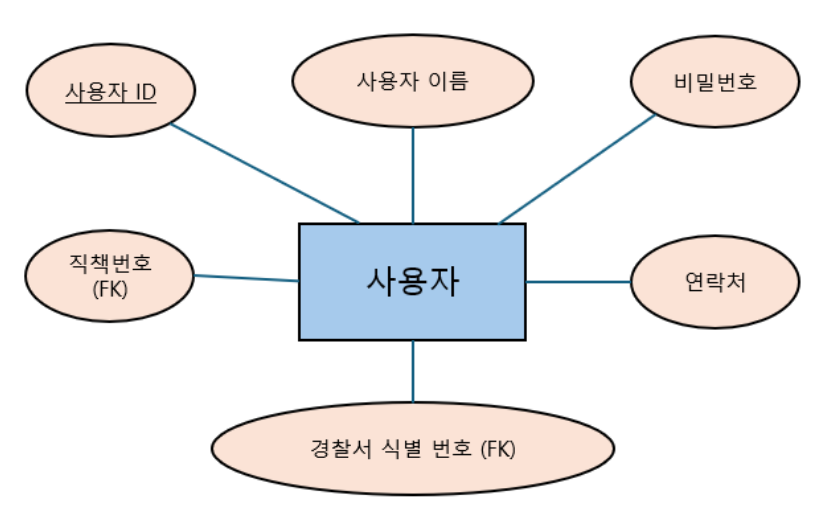 사용자 ID
사용자 이름
비밀번호
직책번호
(FK)
사용자
연락처
경찰서 식별 번호 (FK)